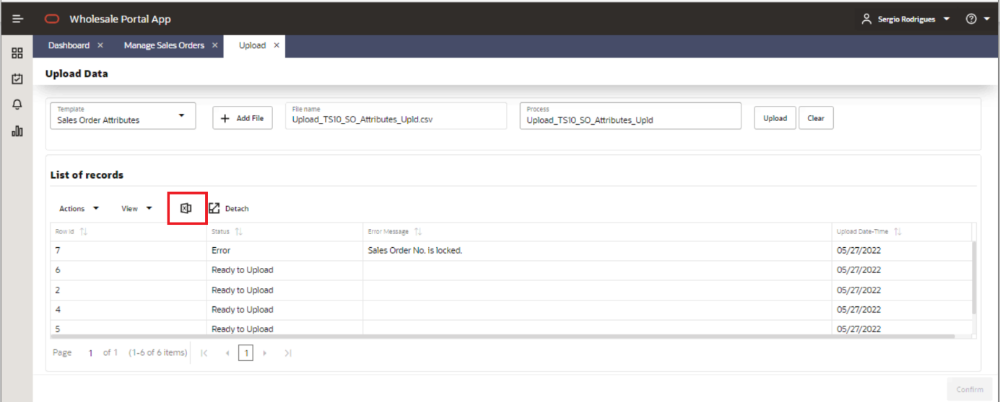 Wholesale Portal App
Sergio Rodrigues
Dashboard × Manage Sales Orders × Upload ×
Upload Data
Template
Sales Order Attributes
+ Add File
File name
Upload_TS10_SO_Attributes_Upld.csv
Process
Upload_TS10_SO_Attributes_Upld
Upload
Clear
List of records
Actions View Detach
Row Id Status Error Message Upload Date-Time
7 Error Sales Order No. is locked. 05/27/2022
6 Ready to Upload 05/27/2022
2 Ready to Upload 05/27/2022
4 Ready to Upload 05/27/2022
5 Ready to Upload 05/27/2022
Page 1 of 1 (1-6 of 6 items) 1
Confirm